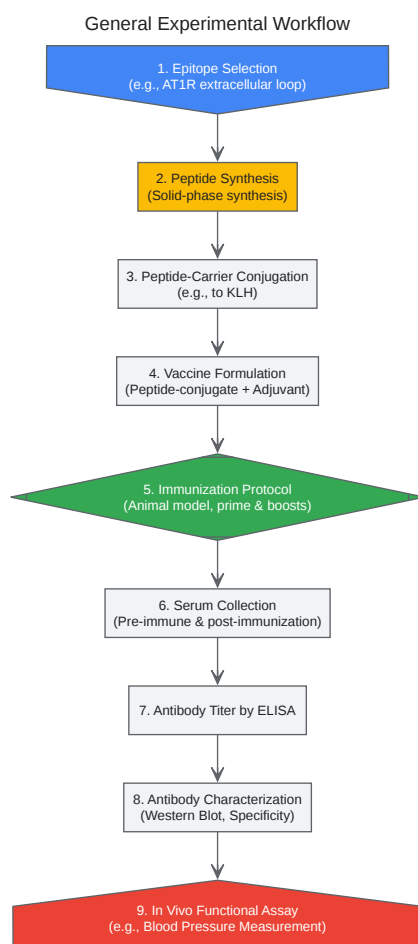 General Experimental Workflow
1. Epitope Selection
(e.g., AT1R extracellular loop)
2. Peptide Synthesis
(Solid-phase synthesis)
3. Peptide-Carrier Conjugation
(e.g., to KLH)
4. Vaccine Formulation
(Peptide-conjugate + Adjuvant)
5. Immunization Protocol
(Animal model, prime & boosts)
6. Serum Collection
(Pre-immune & post-immunization)
7. Antibody Titer by ELISA
8. Antibody Characterization
(Western Blot, Specificity)
9. In Vivo Functional Assay
(e.g., Blood Pressure Measurement)